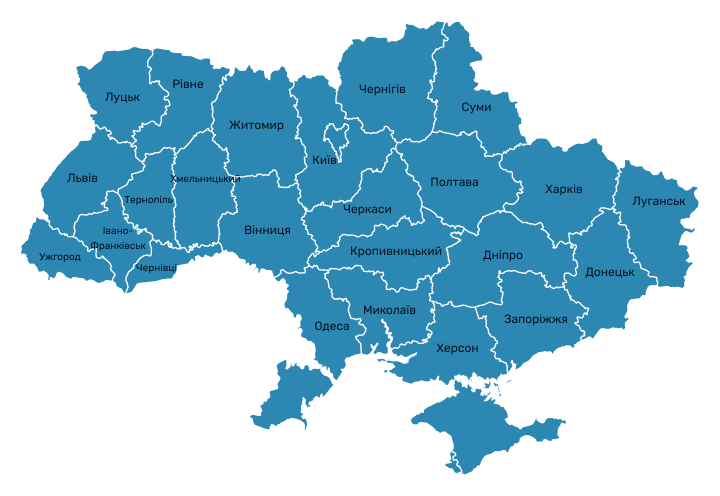 Чернігів
Рівне
Луцьк
Суми
Житомир
Київ
Львів
Хмельницький
Полтава
Харків
Тернопіль
Луганськ
Черкаси
Івано-
Франківськ
Вінниця
Кропивницький
Дніпро
Ужгород
Чернівці
Донецьк
Миколаїв
Запоріжжя
Одеса
Херсон